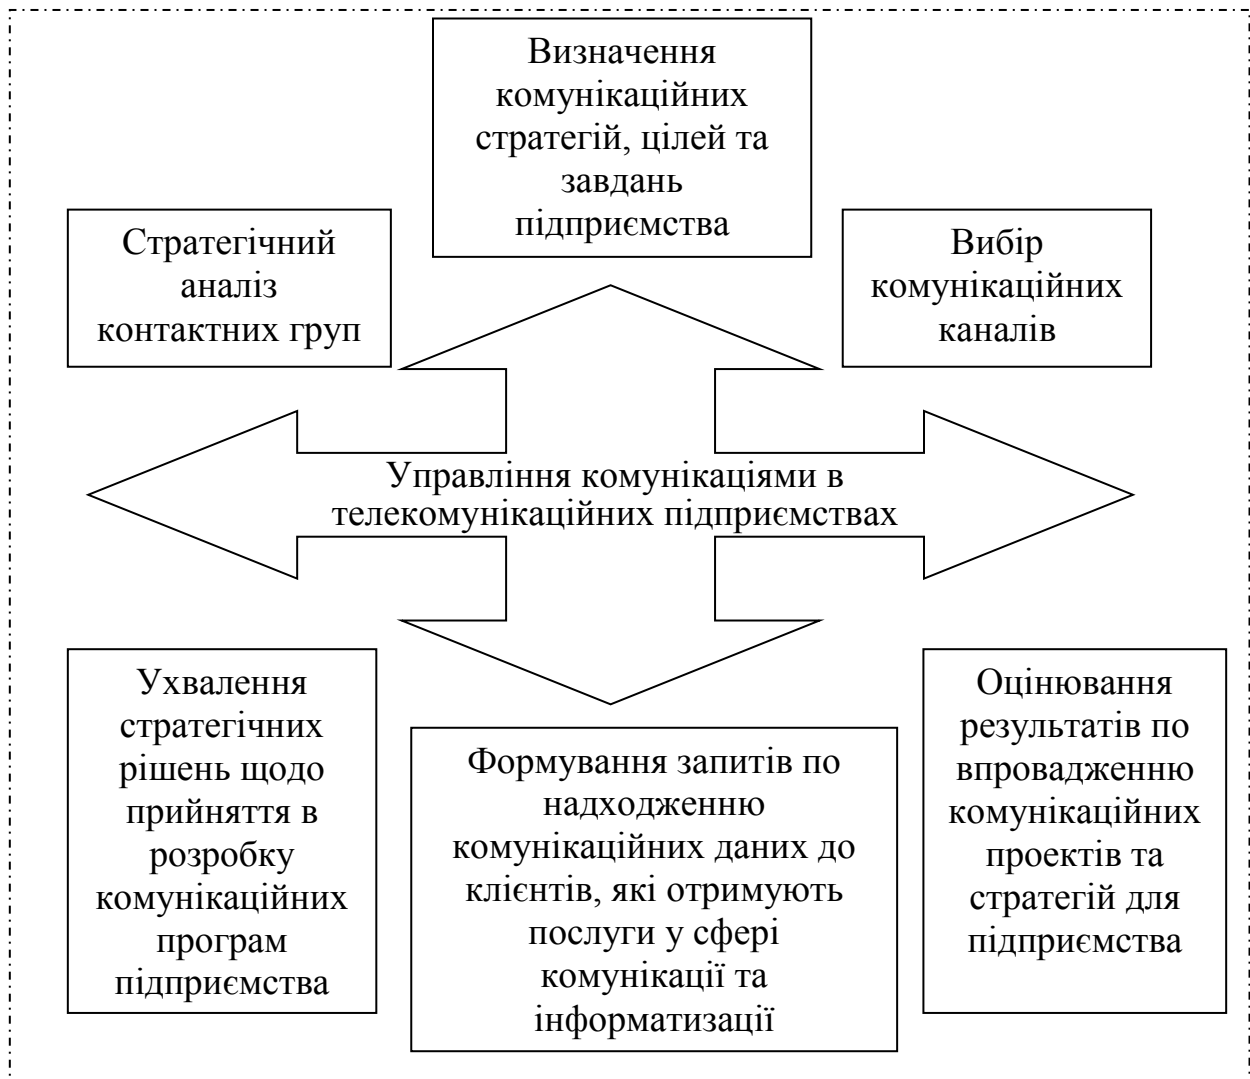 Визначення
комунікаційних
стратегій, цілей та
завдань
підприємства
Стратегічний
аналіз
контактних груп
Вибір
комунікаційних
каналів
Управління комунікаціями в
телекомунікаційних підприємствах
Ухвалення
стратегічних
рішень щодо
прийняття в
розробку
комунікаційних
програм
підприємства
Формування запитів по
надходженню
комунікаційних даних до
клієнтів, які отримують
послуги у сфері
комунікації та
інформатизації
Оцінювання
результатів по
впровадженню
комунікаційних
проектів та
стратегій для
підприємства